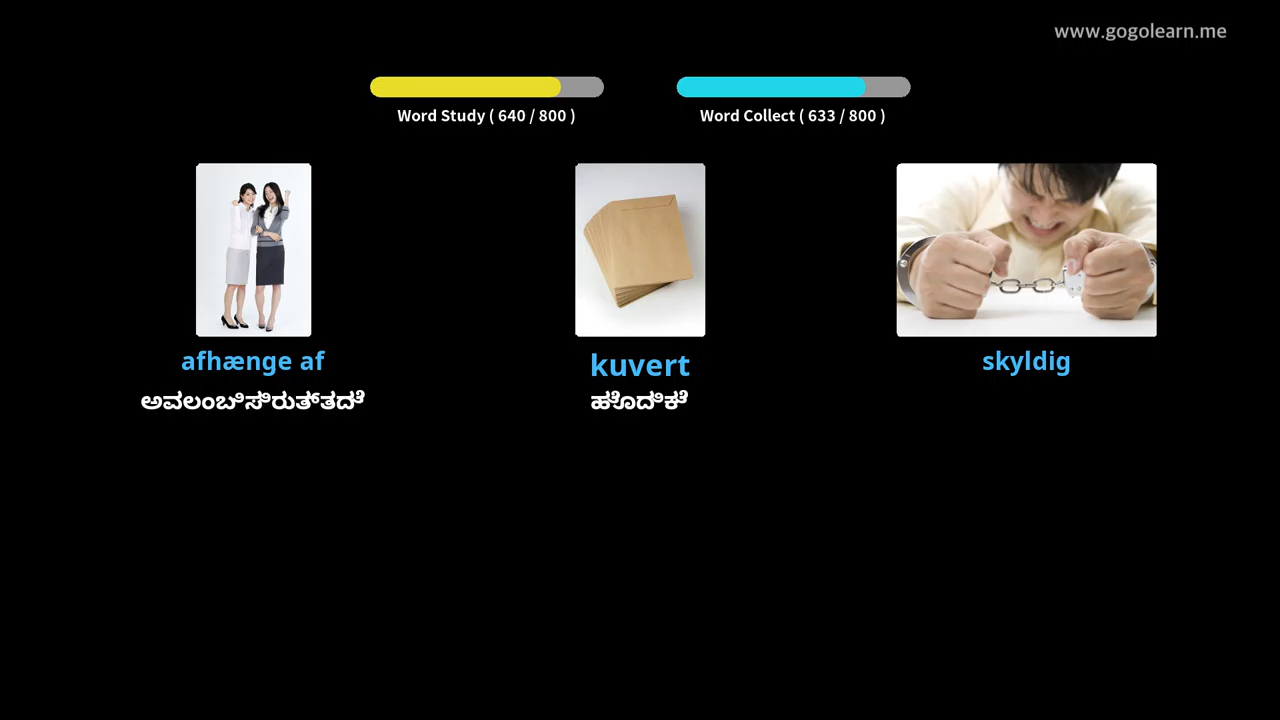 www.gogolearn.me
Word Study ( 640 / 800 )
Word Collect ( 633 / 800 )
afhænge af
kuvert
skyldig
ಅವಲಂಬಿಸಿರುತ್ತದೆ
ಹೊದಿಕೆ